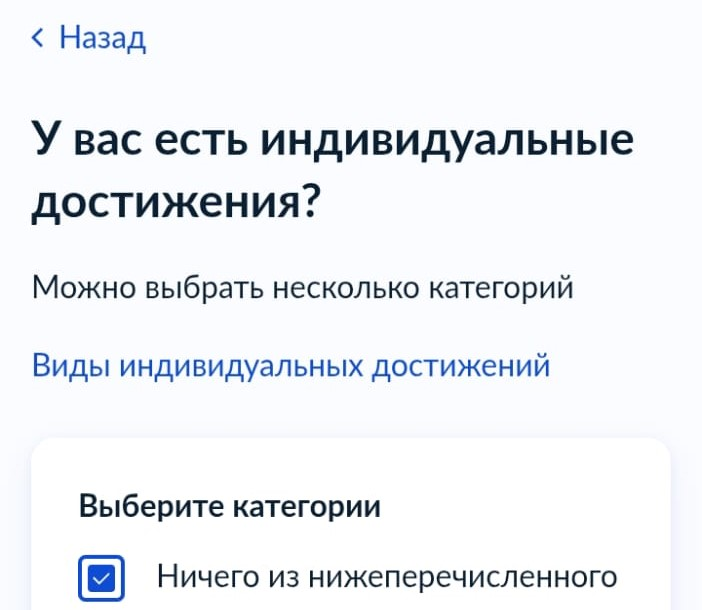 Назад
У вас есть индивидуальные
достижения?
Можно выбрать несколько категорий
Виды индивидуальных достижений
Выберите категории
Ничего из нижеперечисленного